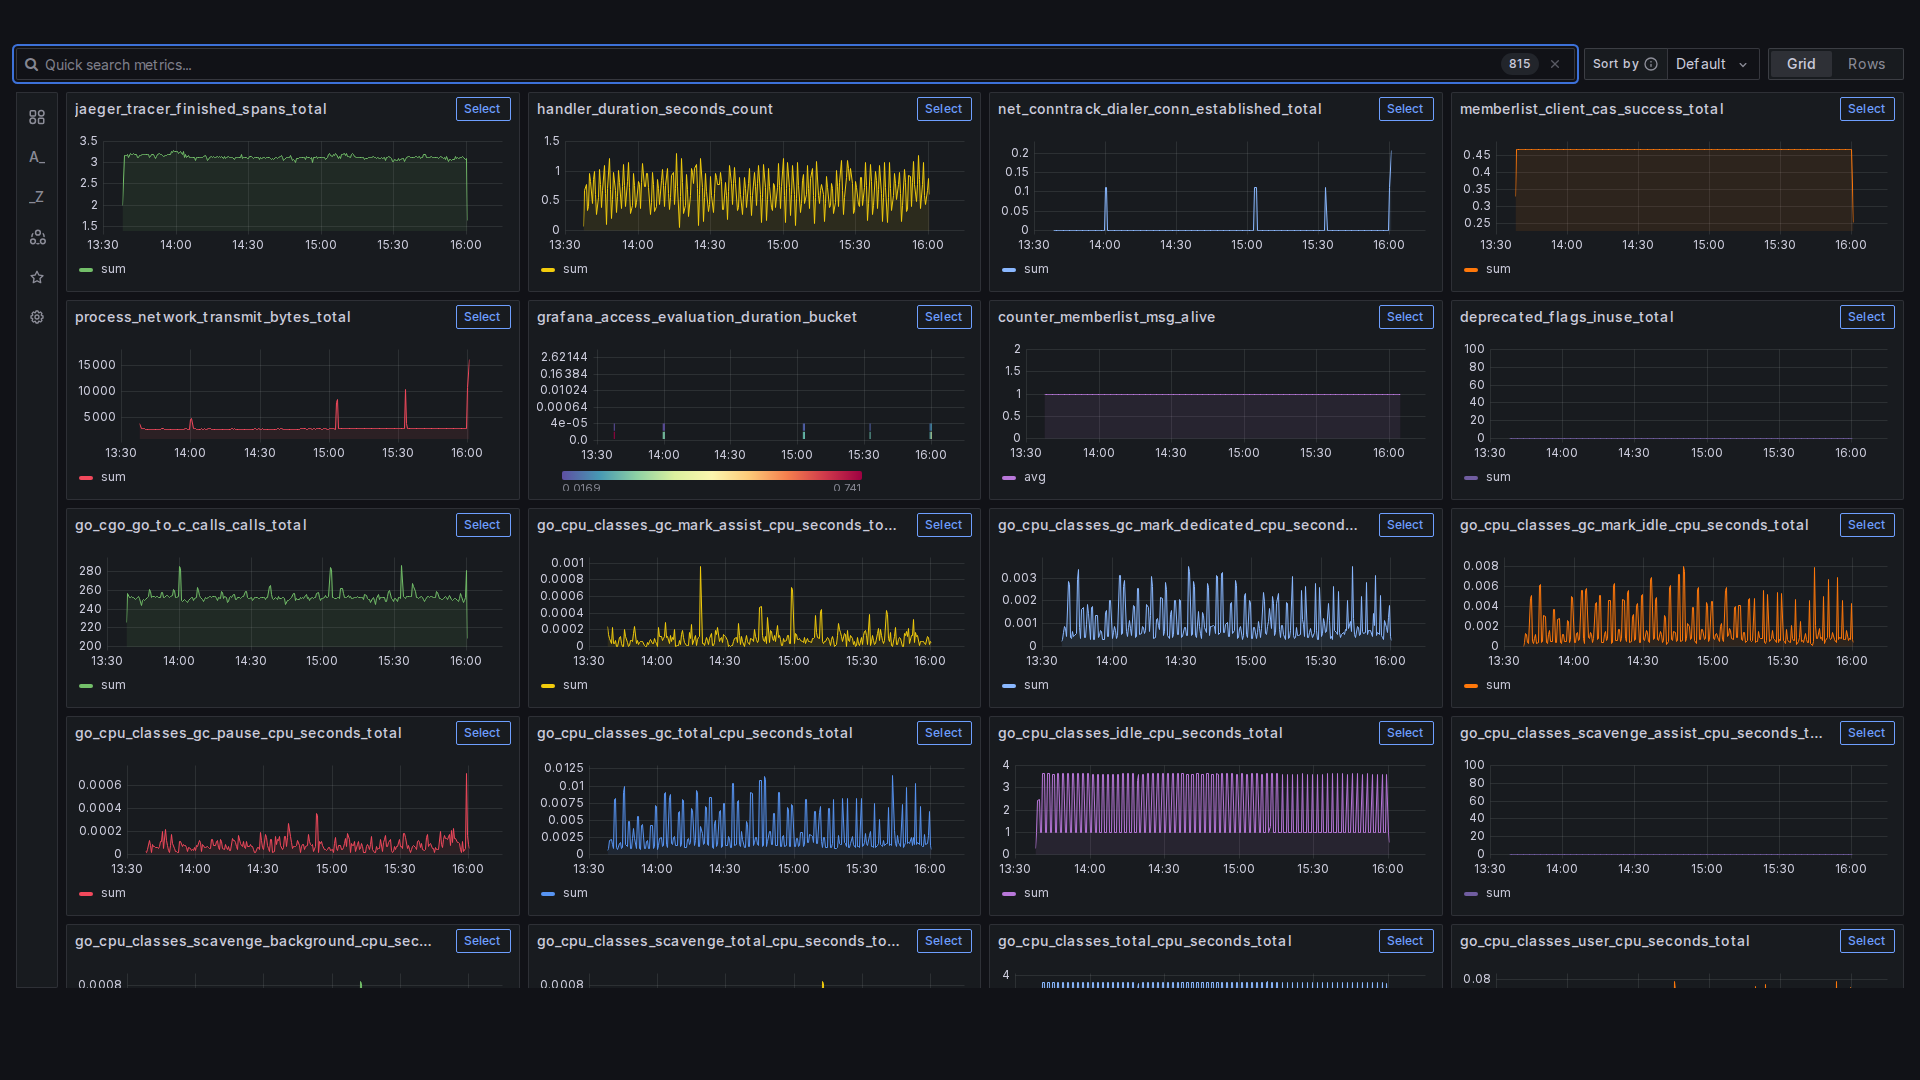 Quick search metrics...
815
Sort by
Default
Grid
Rows
A_
_Z
jaeger_tracer_finished_spans_total
Select
3.5
3
2.5
2
1.5
13:30 14:00 14:30 15:00 15:30 16:00
sum
handler_duration_seconds_count
Select
1.5
1
0.5
0
13:30 14:00 14:30 15:00 15:30 16:00
sum
net_conntrack_dialer_conn_established_total
Select
0.2
0.15
0.1
0.05
0
13:30 14:00 14:30 15:00 15:30 16:00
sum
memberlist_client_cas_success_total
Select
0.45
0.4
0.35
0.3
0.25
13:30 14:00 14:30 15:00 15:30 16:00
sum
process_network_transmit_bytes_total
Select
15000
10000
5000
13:30 14:00 14:30 15:00 15:30 16:00
sum
grafana_access_evaluation_duration_bucket
Select
2.62144
0.16384
0.01024
0.00064
4e-05
0.0
13:30 14:00 14:30 15:00 15:30 16:00
0.0169 0.741
counter_memberlist_msg_alive
Select
2
1.5
1
0.5
0
13:30 14:00 14:30 15:00 15:30 16:00
avg
deprecated_flags_inuse_total
Select
100
80
60
40
20
0
13:30 14:00 14:30 15:00 15:30 16:00
sum
go_cgo_go_to_c_calls_calls_total
Select
280
260
240
220
200
13:30 14:00 14:30 15:00 15:30 16:00
sum
go_cpu_classes_gc_mark_assist_cpu_seconds_to...
Select
0.001
0.0008
0.0006
0.0004
0.0002
0
13:30 14:00 14:30 15:00 15:30 16:00
sum
go_cpu_classes_gc_mark_dedicated_cpu_second...
Select
0.003
0.002
0.001
0
13:30 14:00 14:30 15:00 15:30 16:00
sum
go_cpu_classes_gc_mark_idle_cpu_seconds_total
Select
0.008
0.006
0.004
0.002
0
13:30 14:00 14:30 15:00 15:30 16:00
sum
go_cpu_classes_gc_pause_cpu_seconds_total
Select
0.0006
0.0004
0.0002
0
13:30 14:00 14:30 15:00 15:30 16:00
sum
go_cpu_classes_gc_total_cpu_seconds_total
Select
0.0125
0.01
0.0075
0.005
0.0025
0
13:30 14:00 14:30 15:00 15:30 16:00
sum
go_cpu_classes_idle_cpu_seconds_total
Select
4
3
2
1
0
13:30 14:00 14:30 15:00 15:30 16:00
sum
go_cpu_classes_scavenge_assist_cpu_seconds_t...
Select
100
80
60
40
20
0
13:30 14:00 14:30 15:00 15:30 16:00
sum
go_cpu_classes_scavenge_background_cpu_sec...
Select
0.0008
go_cpu_classes_scavenge_total_cpu_seconds_to...
Select
0.0008
go_cpu_classes_total_cpu_seconds_total
Select
4
go_cpu_classes_user_cpu_seconds_total
Select
0.08